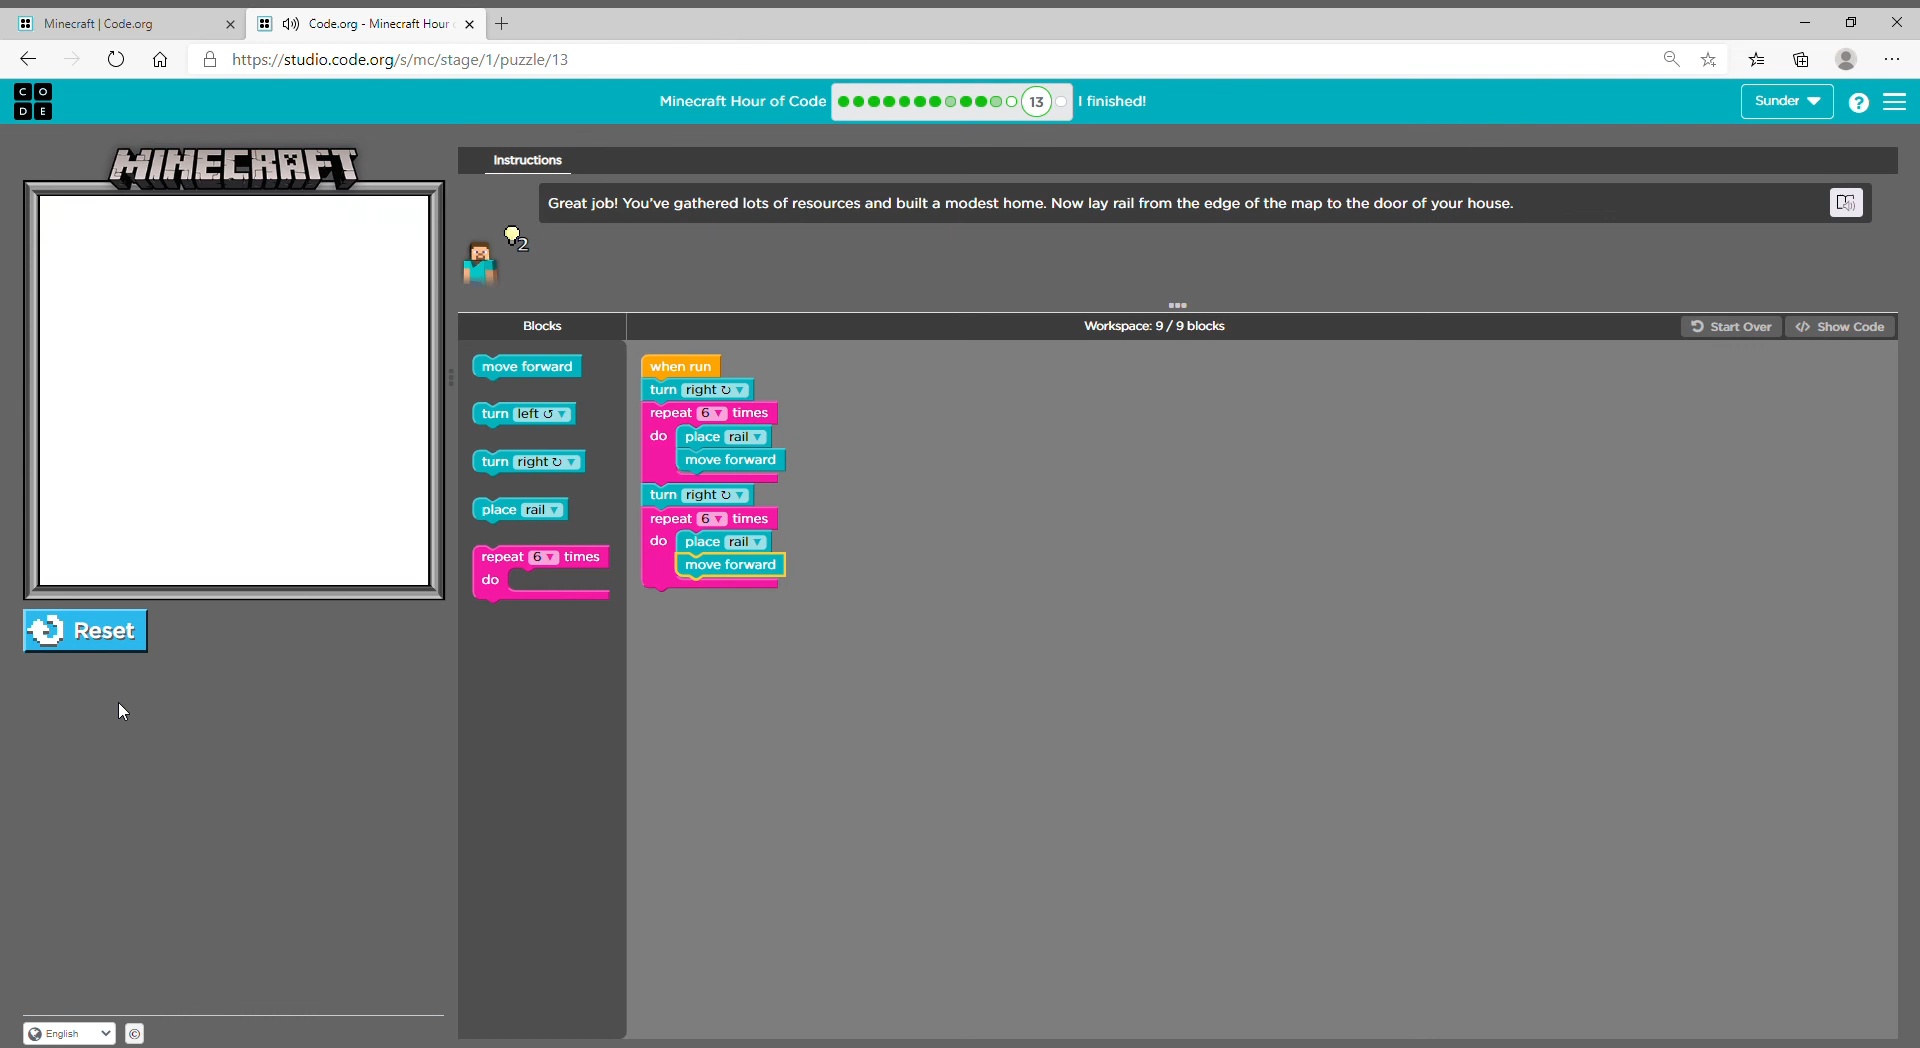 Minecraft | Code.org
Code.org - Minecraft Hour
https://studio.code.org/s/mc/stage/1/puzzle/13
C O
D E
Minecraft Hour of Code
13
I finished!
Sunder
?
MINECRAFT
Instructions
Great job! You've gathered lots of resources and built a modest home. Now lay rail from the edge of the map to the door of your house.
2
Blocks
Workspace: 9 / 9 blocks
Start Over
Show Code
move forward
turn left ↺
turn right ↻
place rail
repeat 6 times
do
when run
turn right ↻
repeat 6 times
do place rail
move forward
turn right ↻
repeat 6 times
do place rail
move forward
Reset
English
©